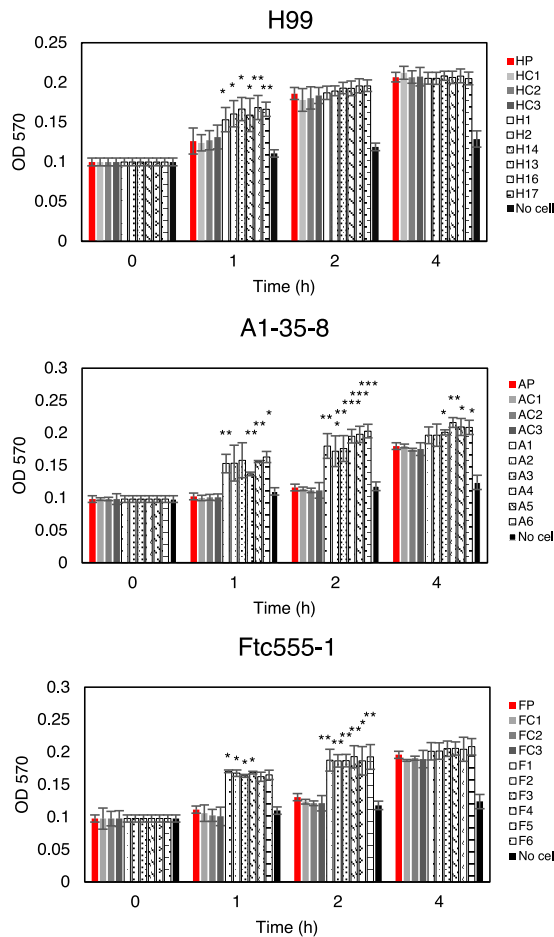 H99
OD 570
0.25
0.2
0.15
0.1
0.05
0
* * * * ** **
0 1 2 4
Time (h)
HP
HC1
HC2
HC3
H1
H2
H14
H13
H16
H17
No cell
A1-35-8
OD 570
0.3
0.25
0.2
0.15
0.1
0.05
0
** ** ** * ** *** *** *** *** * ** * *
0 1 2 4
Time (h)
AP
AC1
AC2
AC3
A1
A2
A3
A4
A5
A6
No cel
Ftc555-1
OD 570
0.3
0.25
0.2
0.15
0.1
0.05
0
* * * * ** ** ** ** * **
0 1 2 4
Time (h)
FP
FC1
FC2
FC3
F1
F2
F3
F4
F5
F6
No cell